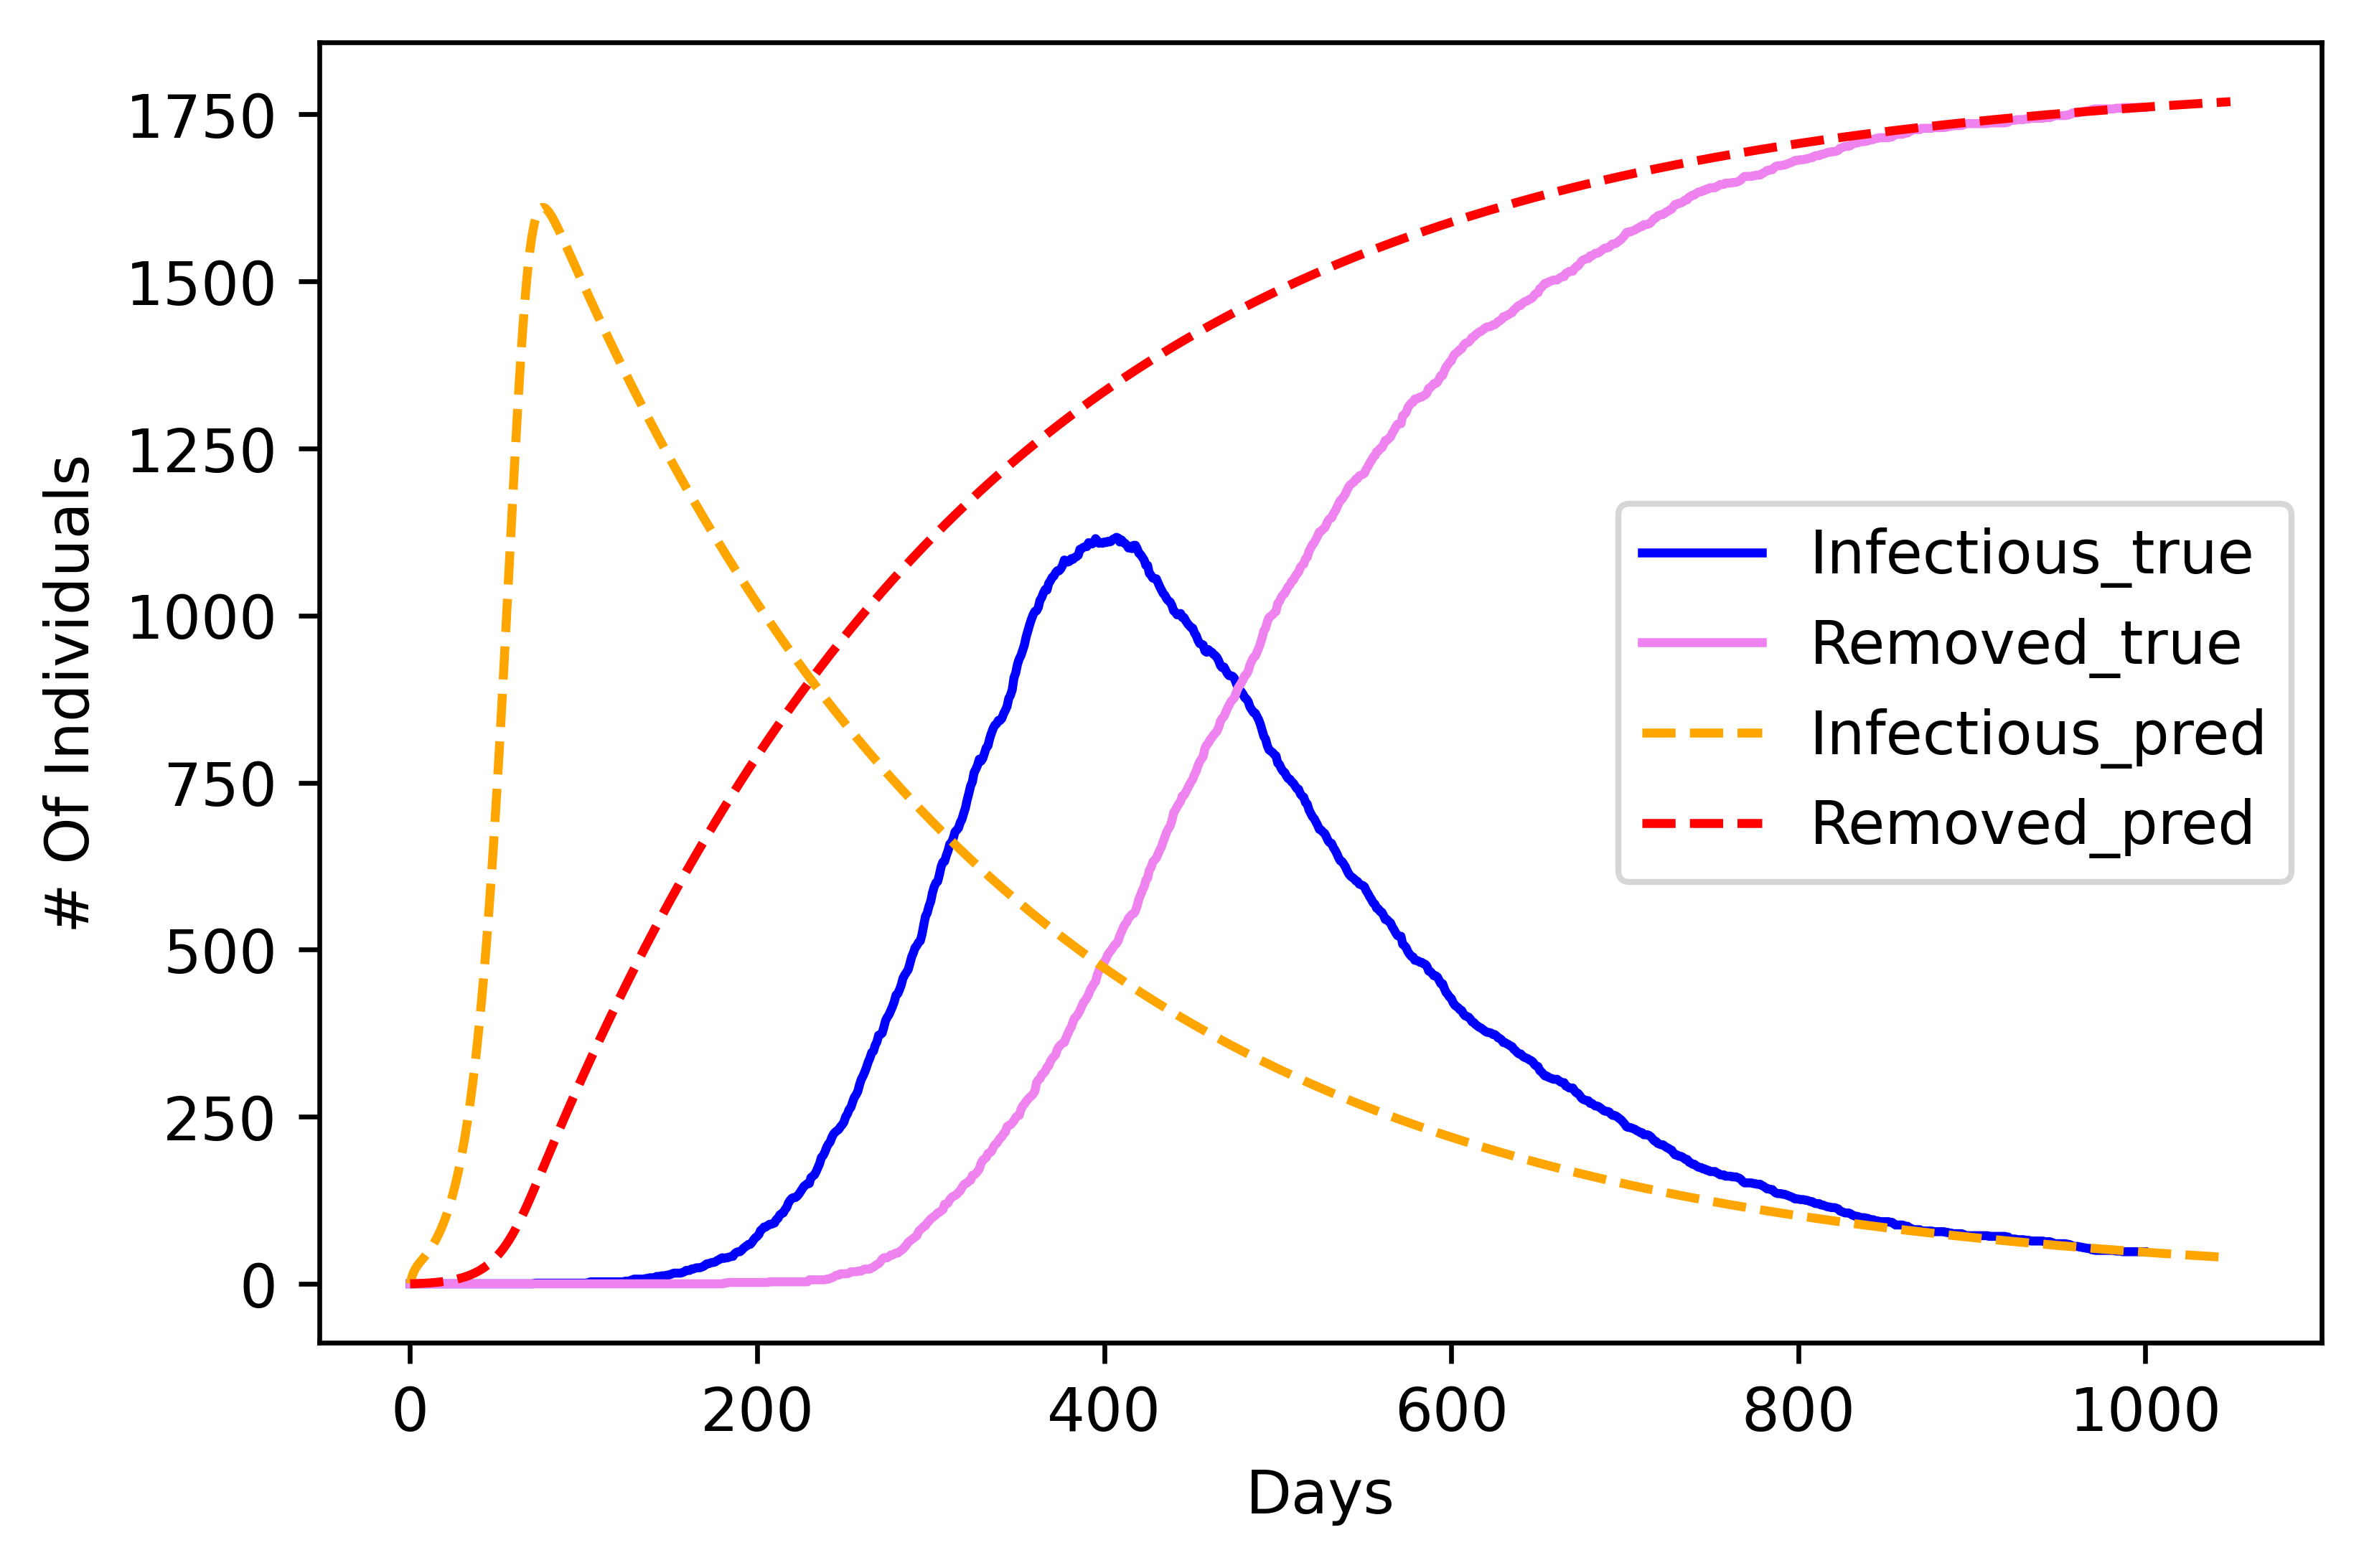 1750
1500
1250
1000
750
500
250
0
# Of Individuals
Infectious_true
Removed_true
Infectious_pred
Removed_pred
0 200 400 600 800 1000
Days